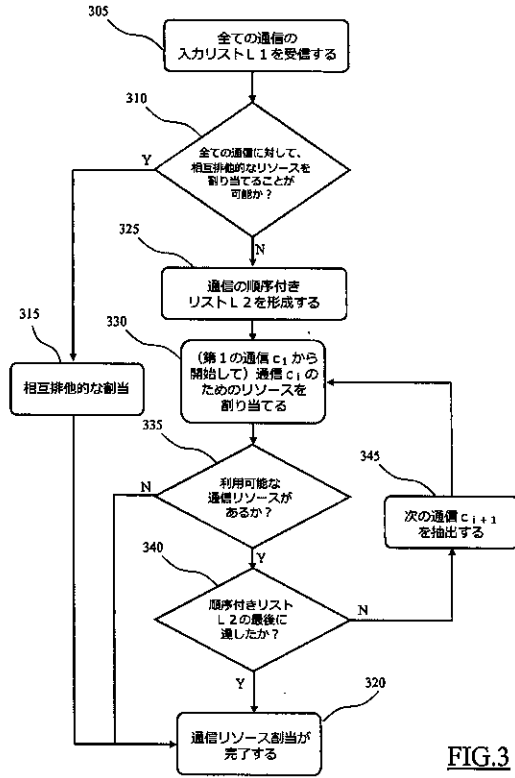 305
全ての通信の
入力リストL1を受信する
310
全ての通信に対して、
相互排他的なリソースを
割り当てることが
可能か？
Y
N
325
通信の順序付き
リストL2を形成する
315
相互排他的な割当
330
（第1の通信c1から
開始して）通信ciの
ためのリソースを
割り当てる
335
利用可能な
通信リソースが
あるか？
N
Y
345
次の通信ci+1
を抽出する
340
順序付きリスト
L2の最後に
達したか？
N
Y
320
通信リソース割当が
完了する
FIG.3